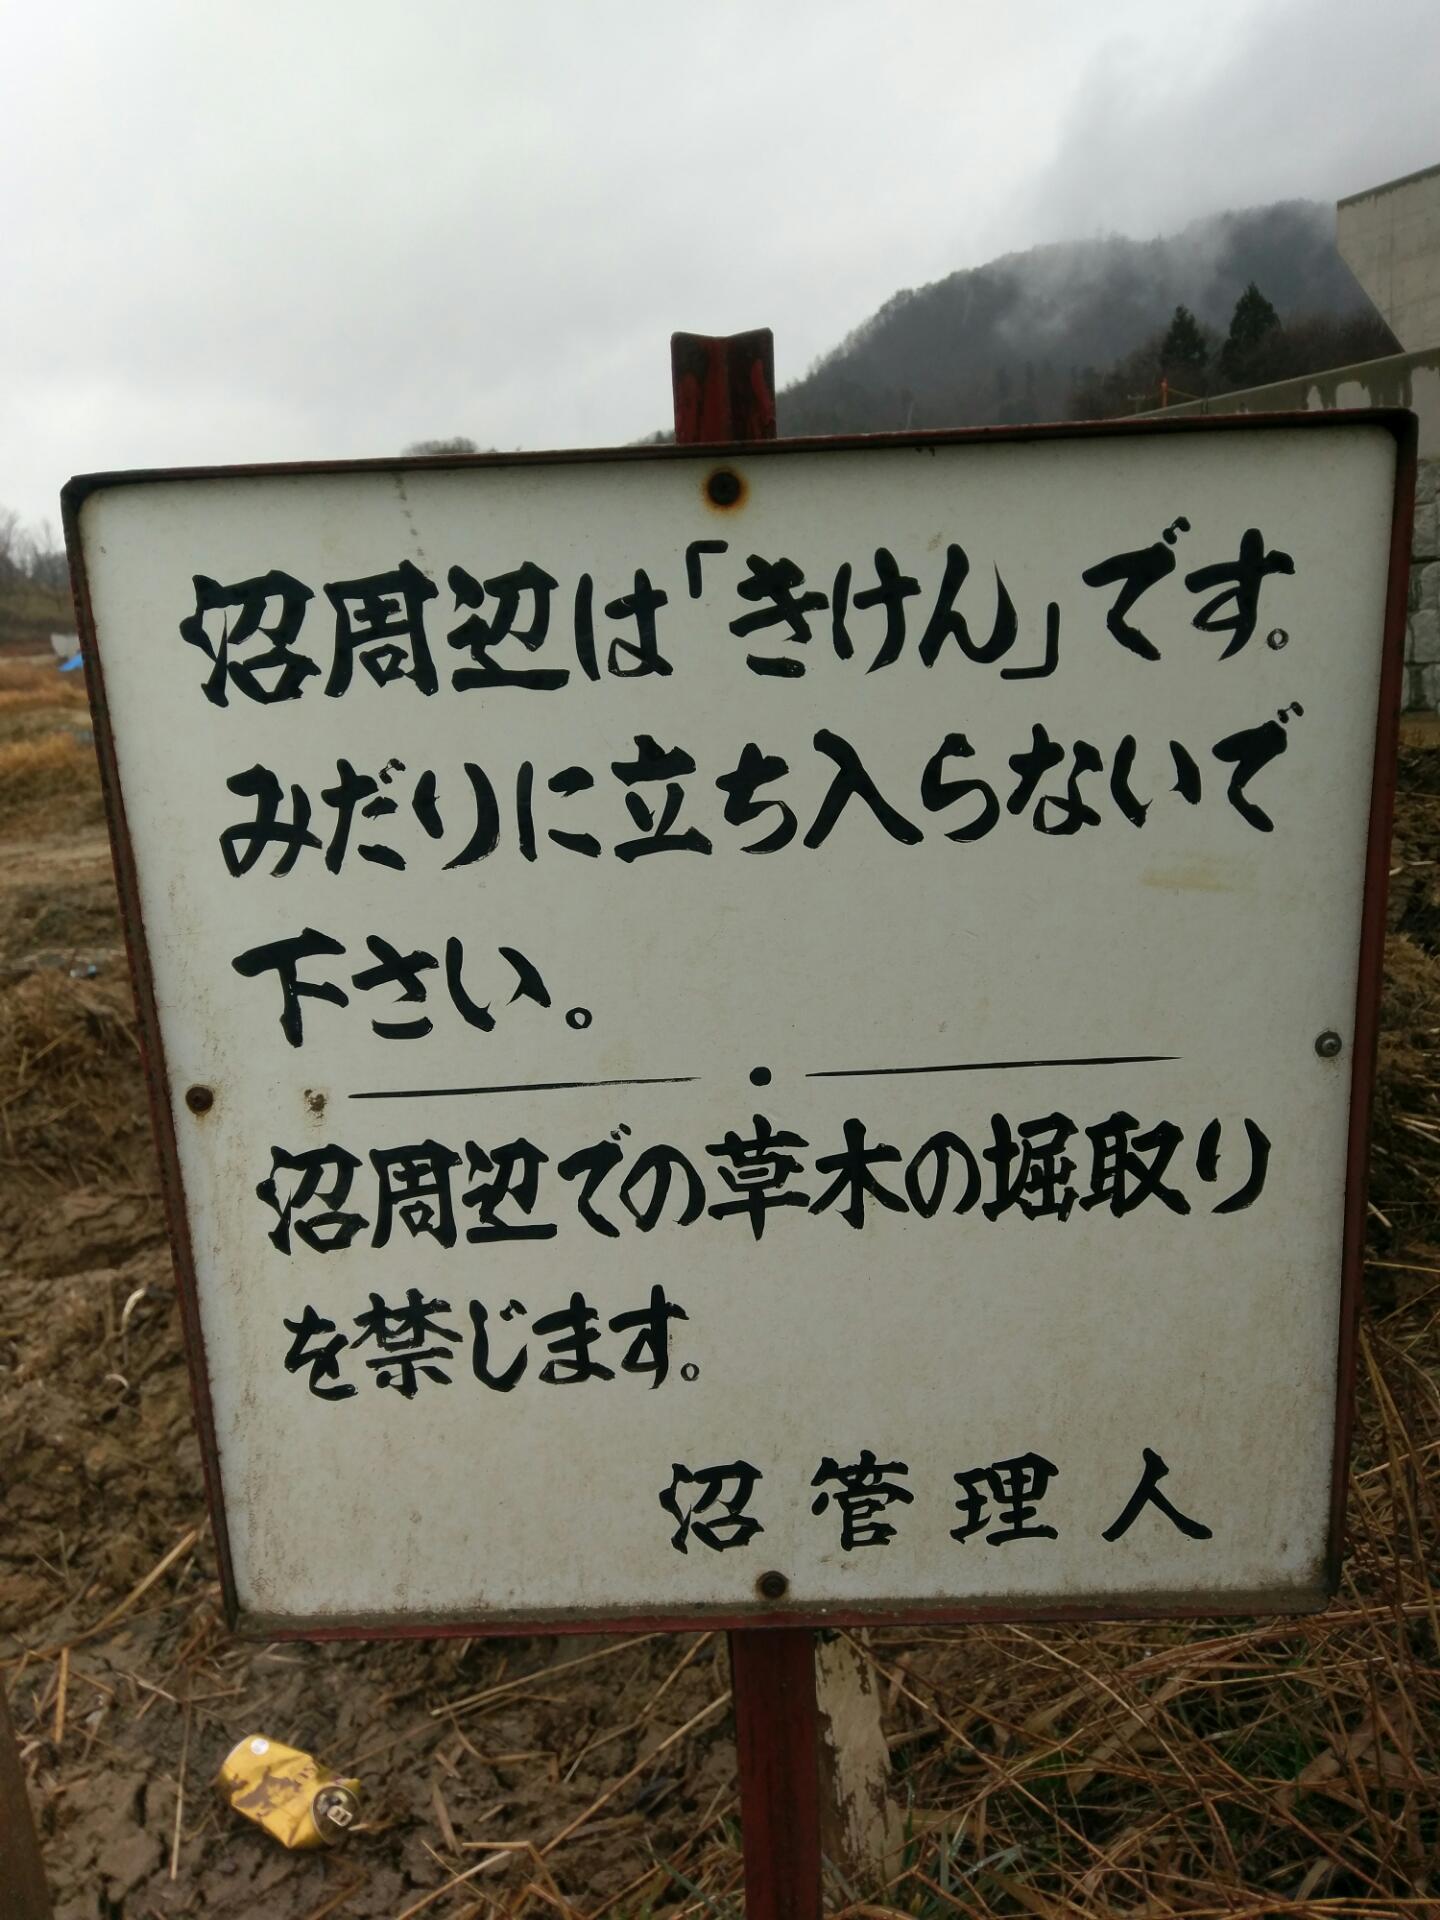 沼周辺は「きけん」です。
みだりに立ち入らないで
下さい。
沼周辺での草木の堀取り
を禁じます。
沼管理人